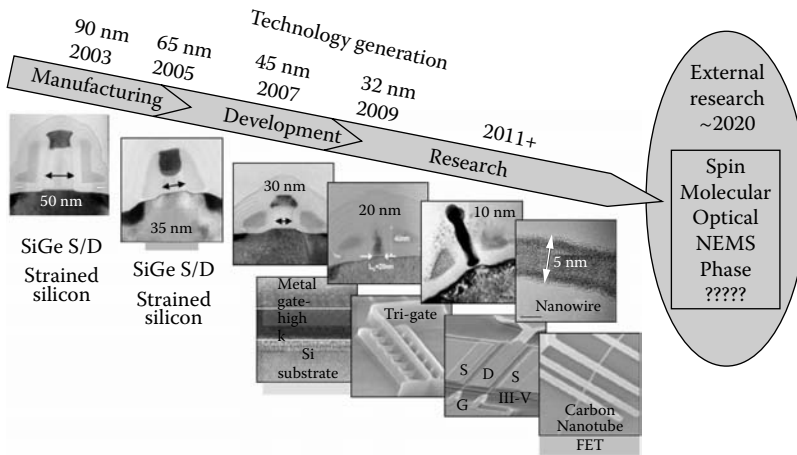 Technology generation
90 nm
2003
65 nm
2005
45 nm
2007
32 nm
2009
2011+
Manufacturing
Development
Research
External
research
~2020
Spin
Molecular
Optical
NEMS
Phase
?????
50 nm
SiGe S/D
Strained
silicon
35 nm
SiGe S/D
Strained
silicon
30 nm
20 nm
10 nm
5 nm
Nanowire
Metal
gate-
high
k
Si
substrate
Tri-gate
S
D
S
G
III-V
Carbon
Nanotube
FET